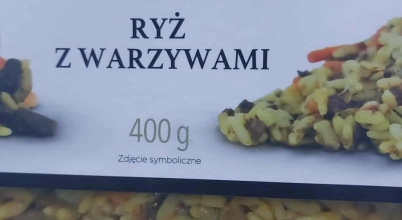 RYŻ
Z WARZYWAMI
400 g
Zdjęcie symboliczne